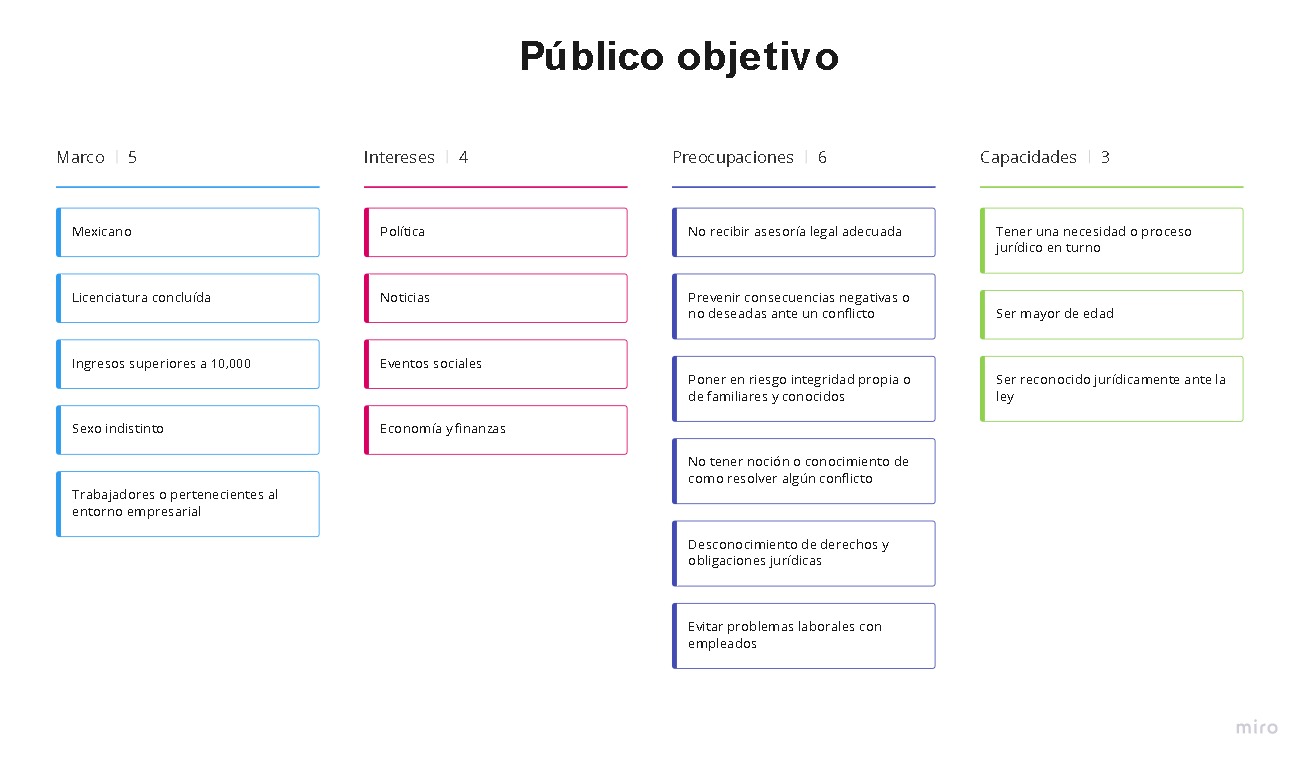 Público objetivo
Marco | 5
Mexicano
Licenciatura concluída
Ingresos superiores a 10,000
Sexo indistinto
Trabajadores o pertenecientes al
entorno empresarial
Intereses | 4
Política
Noticias
Eventos sociales
Economía y finanzas
Preocupaciones | 6
No recibir asesoría legal adecuada
Prevenir consecuencias negativas o
no deseadas ante un conflicto
Poner en riesgo integridad propia o
de familiares y conocidos
No tener noción o conocimiento de
como resolver algún conflicto
Desconocimiento de derechos y
obligaciones jurídicas
Evitar problemas laborales con
empleados
Capacidades | 3
Tener una necesidad o proceso
jurídico en turno
Ser mayor de edad
Ser reconocido jurídicamente ante la
ley
miro